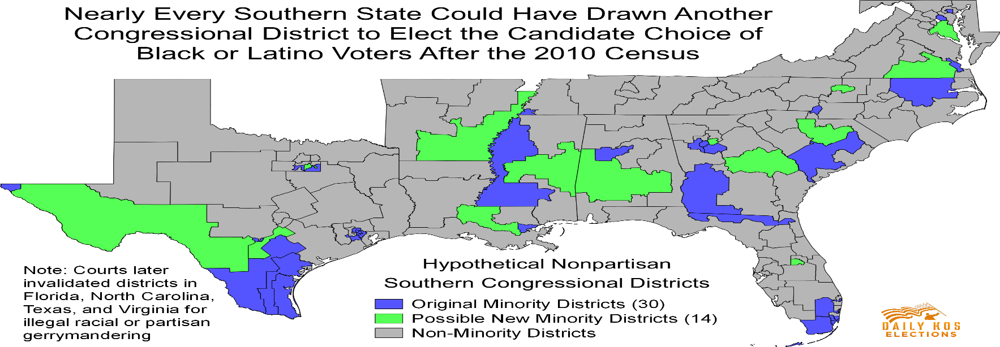 Nearly Every Southern State Could Have Drawn Another
Congressional District to Elect the Candidate Choice of
Black or Latino Voters After the 2010 Census
Note: Courts later
invalidated districts in
Florida, North Carolina,
Texas, and Virginia for
illegal racial or partisan
gerrymandering
Hypothetical Nonpartisan
Southern Congressional Districts
Original Minority Districts (30)
Possible New Minority Districts (14)
Non-Minority Districts
DAILY KOS
ELECTIONS